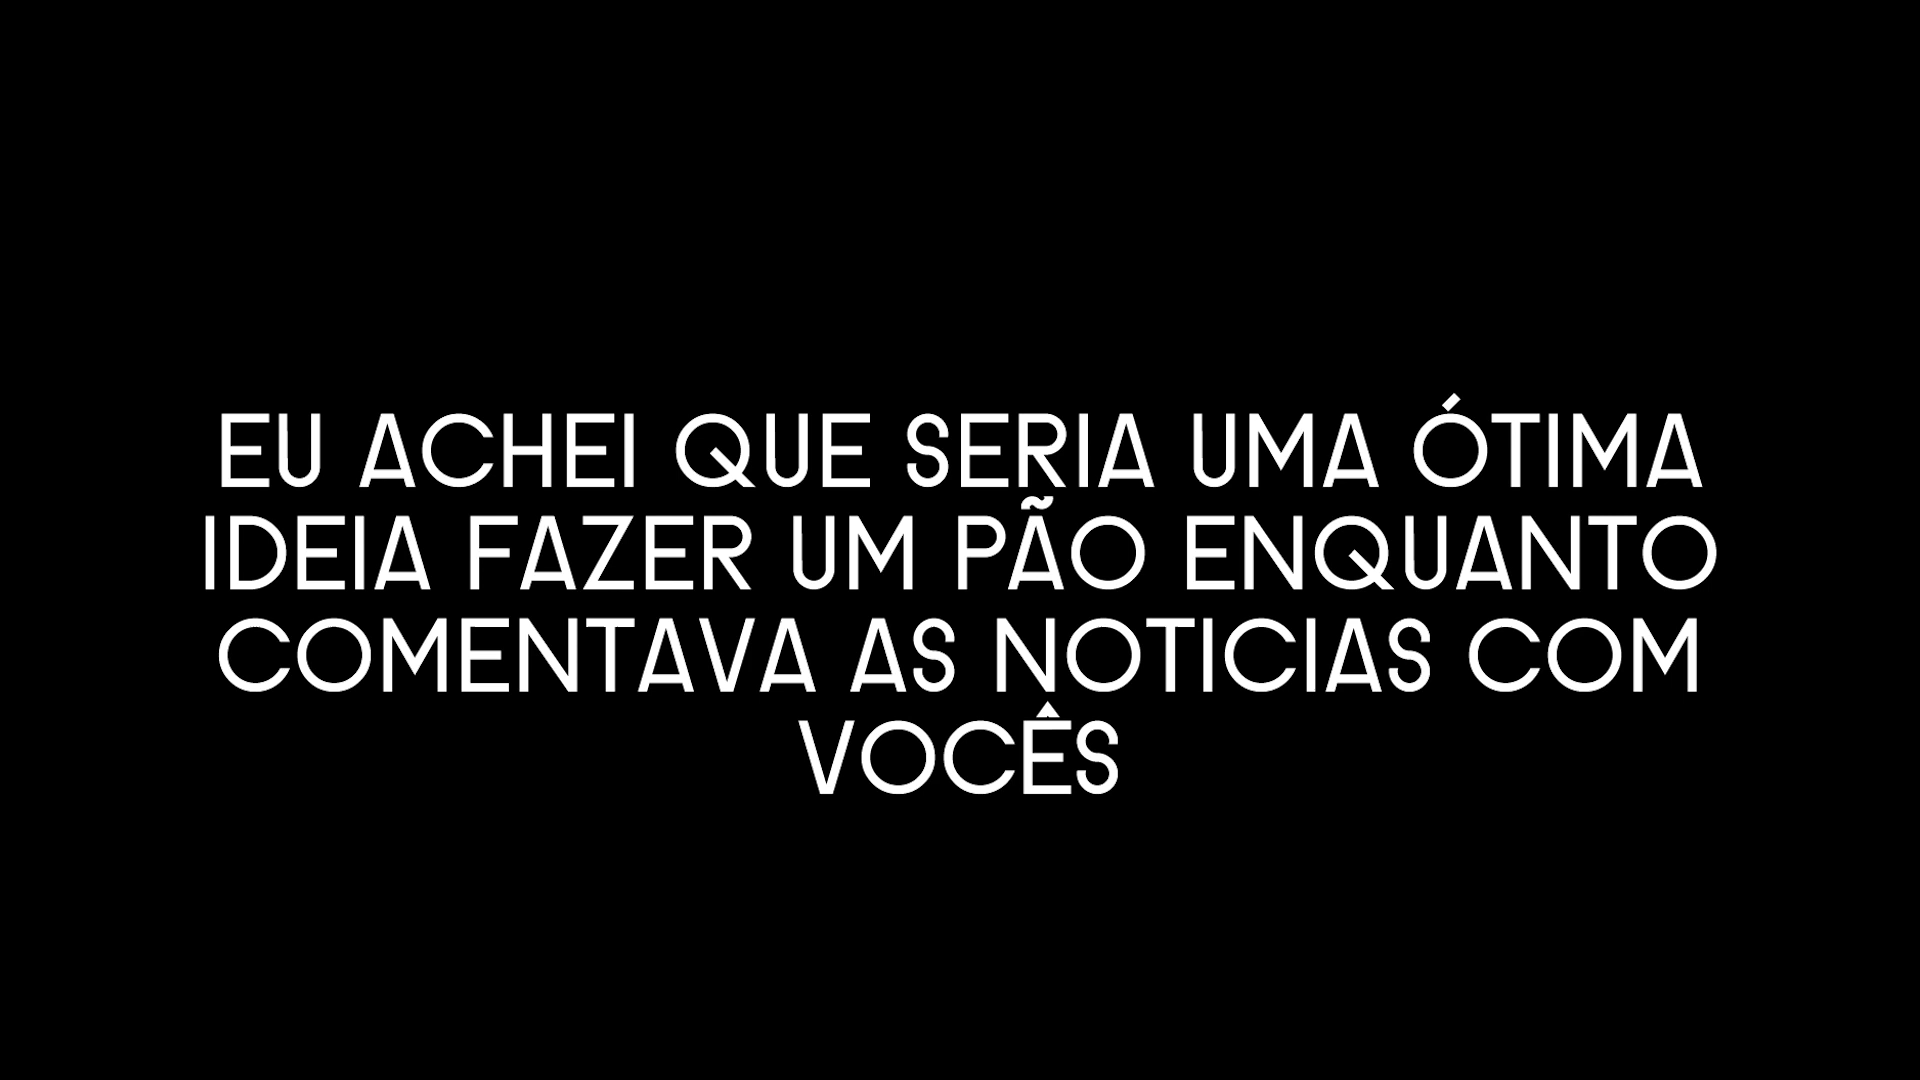 EU ACHEI QUE SERIA UMA ÓTIMA
IDEIA FAZER UM PÃO ENQUANTO
COMENTAVA AS NOTICIAS COM
VOCÊS